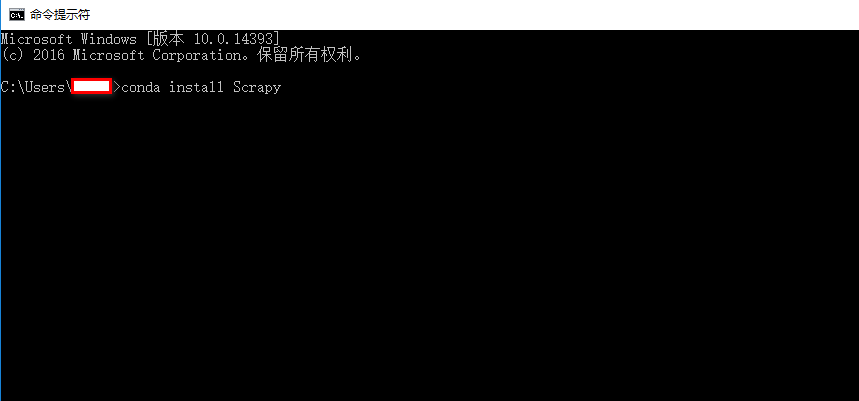 命令提示符
Microsoft Windows [版本 10.0.14393]
(c) 2016 Microsoft Corporation。保留所有权利。
C:\Users\>conda install Scrapy